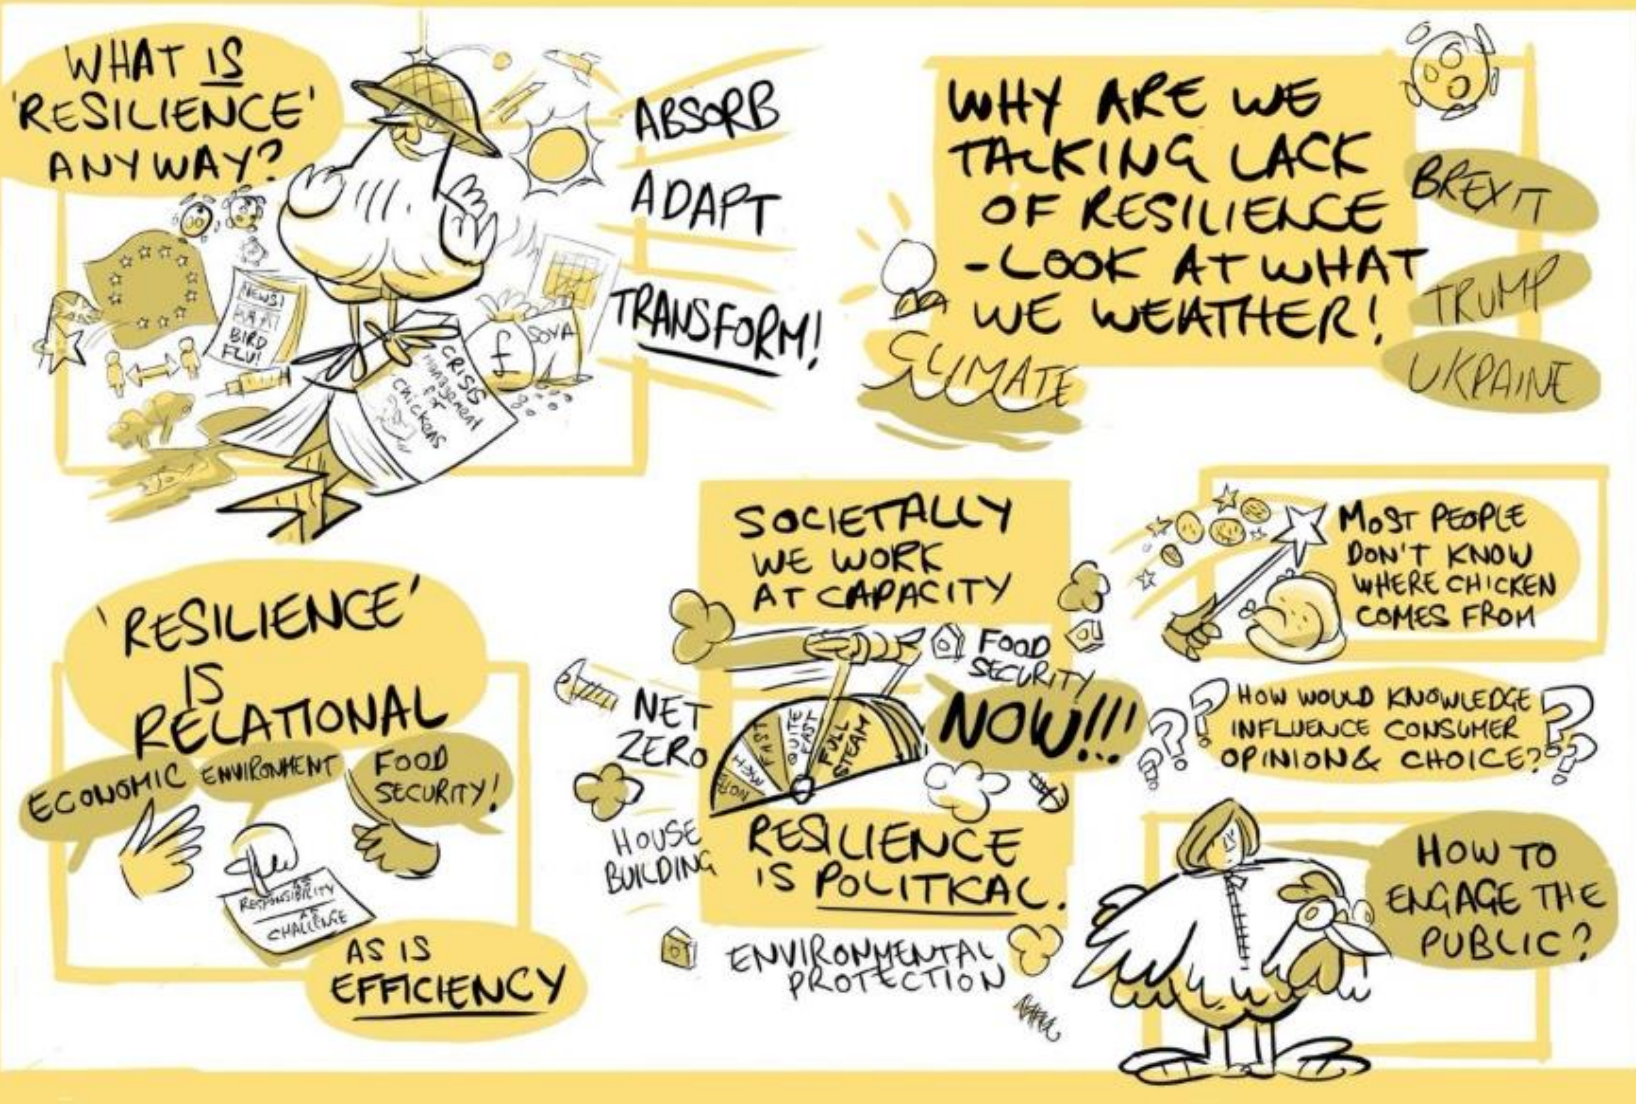 WHAT IS
'RESILIENCE'
ANYWAY?
ABSORB
ADAPT
TRANSFORM!
NEWS!
BIRD
FLU!
£
SOYA
CRISIS
Management
for
Chickens
WHY ARE WE
TALKING LACK
OF RESILIENCE
- LOOK AT WHAT
WE WEATHER!
BREXIT
TRUMP
UKRAINE
CLIMATE
'RESILIENCE'
IS
RELATIONAL
ECONOMIC
ENVIRONMENT
FOOD
SECURITY!
AS
RESPONSIBILITY
AS
CHALLENGE
AS IS
EFFICIENCY
SOCIETALLY
WE WORK
AT CAPACITY
FOOD
SECURITY
NOW!!!
NET
ZERO
FAST
QUITE
FAST
FULL
STEAM
HOUSE
BUILDING
RESILIENCE
IS POLITICAL.
ENVIRONMENTAL
PROTECTION
MOST PEOPLE
DON'T KNOW
WHERE CHICKEN
COMES FROM
HOW WOULD KNOWLEDGE
INFLUENCE CONSUMER
OPINION & CHOICE?
HOW TO
ENGAGE THE
PUBLIC?